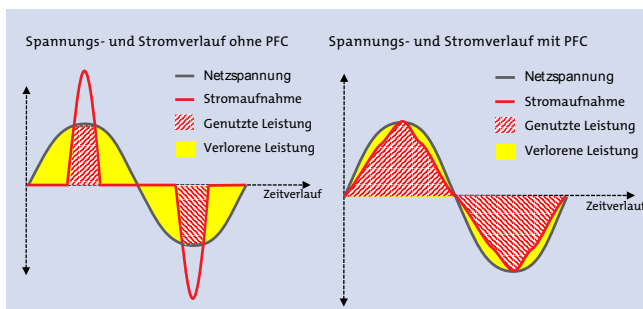 Spannungs- und Stromverlauf ohne PFC
Netzspannung
Stromaufnahme
Genutzte Leistung
Verlorene Leistung
Zeitverlauf
Spannungs- und Stromverlauf mit PFC
Netzspannung
Stromaufnahme
Genutzte Leistung
Verlorene Leistung
Zeitverlauf